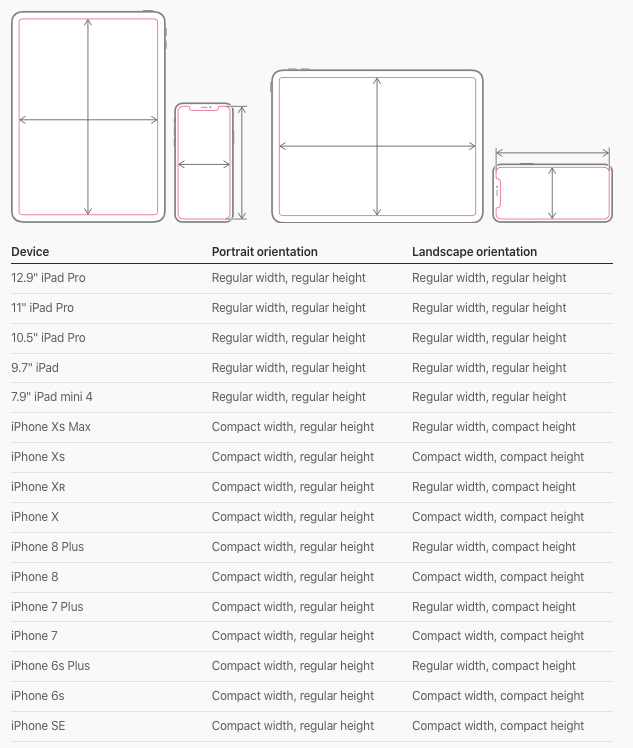 Device Portrait orientation Landscape orientation
12.9" iPad Pro Regular width, regular height Regular width, regular height
11" iPad Pro Regular width, regular height Regular width, regular height
10.5" iPad Pro Regular width, regular height Regular width, regular height
9.7" iPad Regular width, regular height Regular width, regular height
7.9" iPad mini 4 Regular width, regular height Regular width, regular height
iPhone Xs Max Compact width, regular height Regular width, compact height
iPhone Xs Compact width, regular height Compact width, compact height
iPhone Xʀ Compact width, regular height Regular width, compact height
iPhone X Compact width, regular height Compact width, compact height
iPhone 8 Plus Compact width, regular height Regular width, compact height
iPhone 8 Compact width, regular height Compact width, compact height
iPhone 7 Plus Compact width, regular height Regular width, compact height
iPhone 7 Compact width, regular height Compact width, compact height
iPhone 6s Plus Compact width, regular height Regular width, compact height
iPhone 6s Compact width, regular height Compact width, compact height
iPhone SE Compact width, regular height Compact width, compact height